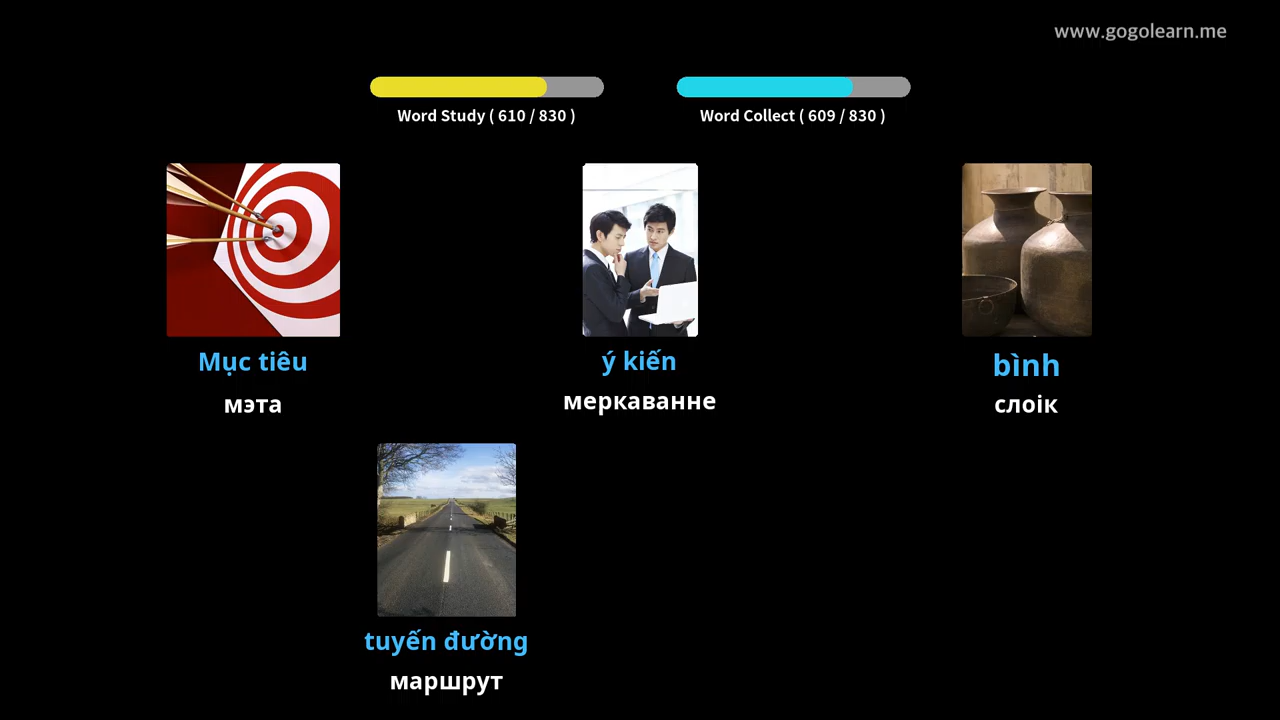 www.gogolearn.me
Word Study ( 610 / 830 )
Word Collect ( 609 / 830 )
Mục tiêu
мэта
ý kiến
меркаванне
bình
слоік
tuyến đường
маршрут